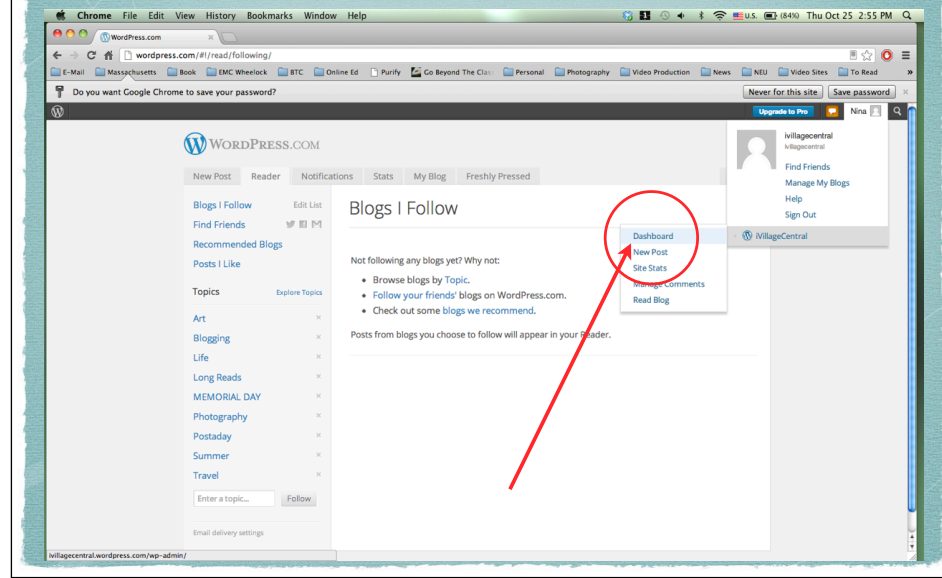 Chrome File Edit View History Bookmarks Window Help U.S. (84%) Thu Oct 25 2:55 PM
WordPress.com
wordpress.com/#!/read/following/
E-Mail Massachusetts Book EMC Wheelock BTC Online Ed Purify Go Beyond The Clas Personal Photography Video Production News NEU Video Sites To Read »
Do you want Google Chrome to save your password? Never for this site Save password
Upgrade to Pro Nina
ivillagecentral
ivillagecentral
Find Friends
Manage My Blogs
Help
Sign Out
iVillageCentral
WORDPRESS.COM
New Post Reader Notifications Stats My Blog Freshly Pressed
Blogs I Follow Edit List
Find Friends
Recommended Blogs
Posts I Like
Topics Explore Topics
Art
Blogging
Life
Long Reads
MEMORIAL DAY
Photography
Postaday
Summer
Travel
Enter a topic... Follow
Email delivery settings
Blogs I Follow
Not following any blogs yet? Why not:
• Browse blogs by Topic.
• Follow your friends' blogs on WordPress.com.
• Check out some blogs we recommend.
Posts from blogs you choose to follow will appear in your Reader.
Dashboard
New Post
Site Stats
Manage Comments
Read Blog
ivillagecentral.wordpress.com/wp-admin/